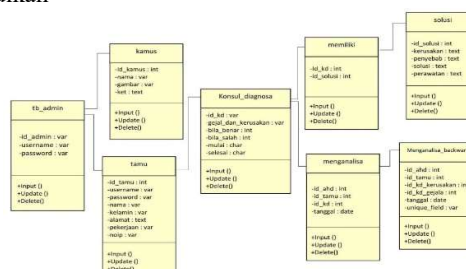 kamus
-id_kamus : int
-nama : var
-gambar : var
-ket : text
+Input ()
+Update ()
+Delete()
tb_admin
-id_admin : var
-username : var
-password : var
+Input ()
+Update ()
+Delete()
tamu
-id_tamu : int
-username : var
-password : var
-nama : var
-kelamin : var
-alamat : text
-pekerjaan : var
-nolp : var
+Input ()
+Update ()
+Delete()
Konsul_diagnosa
-id_kd : var
-gejal_dan_kerusakan : var
-bila_benar : int
-bila_salah : int
-mulai : char
-selesai : char
+Input ()
+Update ()
+Delete()
memiliki
-id_kd : int
-id_solusi : int
+Input ()
+Update ()
+Delete()
menganalisa
-id_ahd : int
-id_tamu : int
-id_kd : int
-tanggal : date
+Input ()
+Update ()
+Delete()
solusi
-id_solusi : int
-kerusakan : text
-penyebab : text
-solusi : text
-perawatan : text
+Input ()
+Update ()
+Delete()
-id_ahd : int
-id_tamu : int
-id_kd_kerusakan : int
-id_kd_gejala : int
-tanggal : date
-unique_field : var
+Input ()
+Update ()
+Delete()